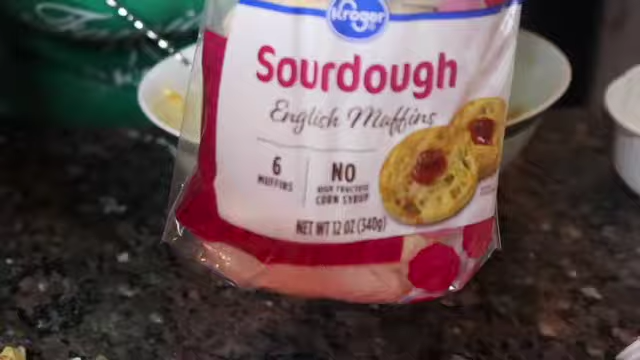 Kroger
Sourdough
English Muffins
6
MUFFINS
NO
HIGH FRUCTOSE
CORN SYRUP
NET WT 12 OZ (340g)